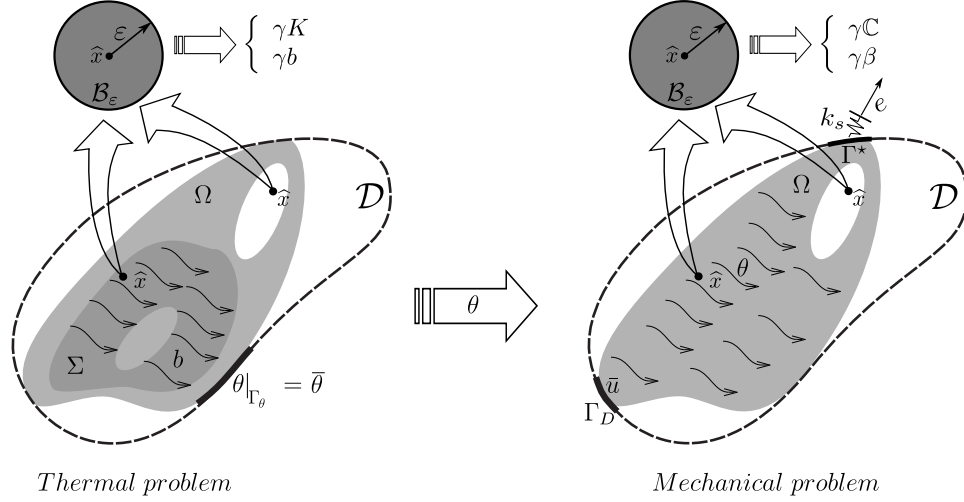 ε
x̂
ℬ_ε
γK
γb
Ω
𝒟
x̂
x̂
Σ
b
θ|_{Γ_θ} = θ̄
Thermal problem
θ
ε
x̂
ℬ_ε
γℂ
γβ
k_s
e
Γ*
Ω
𝒟
x̂
x̂
θ
ū
Γ_D
Mechanical problem